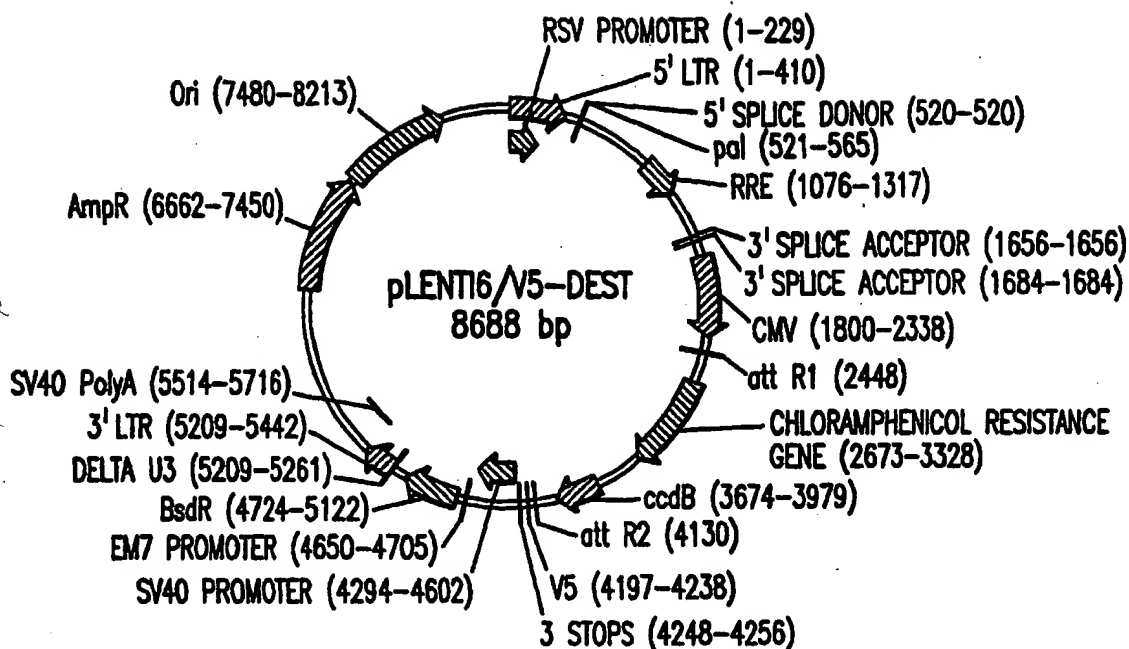 RSV PROMOTER (1-229)
5' LTR (1-410)
5' SPLICE DONOR (520-520)
pal (521-565)
RRE (1076-1317)
3' SPLICE ACCEPTOR (1656-1656)
3' SPLICE ACCEPTOR (1684-1684)
CMV (1800-2338)
att R1 (2448)
CHLORAMPHENICOL RESISTANCE
GENE (2673-3328)
ccdB (3674-3979)
att R2 (4130)
V5 (4197-4238)
3 STOPS (4248-4256)
SV40 PROMOTER (4294-4602)
EM7 PROMOTER (4650-4705)
BsdR (4724-5122)
DELTA U3 (5209-5261)
3' LTR (5209-5442)
SV40 PolyA (5514-5716)
AmpR (6662-7450)
Ori (7480-8213)
pLENTI6/V5-DEST
8688 bp